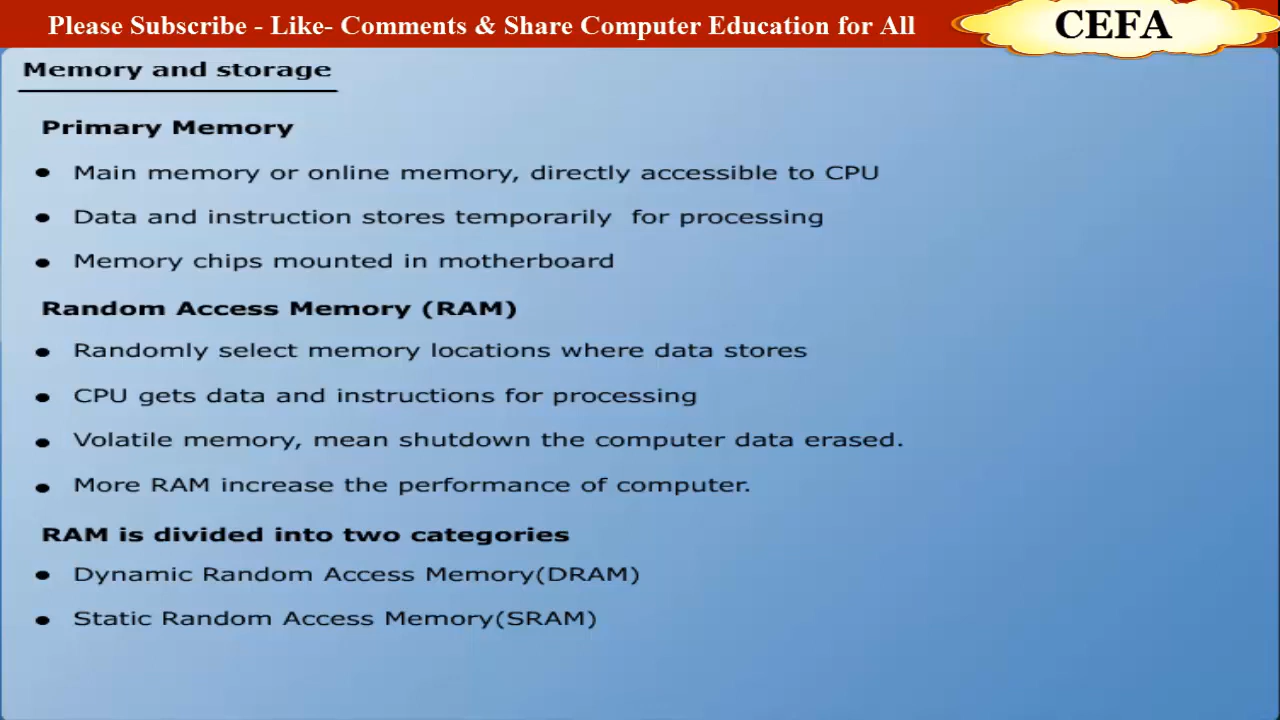 Please Subscribe - Like- Comments & Share Computer Education for All
CEFA
Memory and storage
Primary Memory
• Main memory or online memory, directly accessible to CPU
• Data and instruction stores temporarily  for processing
• Memory chips mounted in motherboard
Random Access Memory (RAM)
• Randomly select memory locations where data stores
• CPU gets data and instructions for processing
• Volatile memory, mean shutdown the computer data erased.
• More RAM increase the performance of computer.
RAM is divided into two categories
• Dynamic Random Access Memory(DRAM)
• Static Random Access Memory(SRAM)